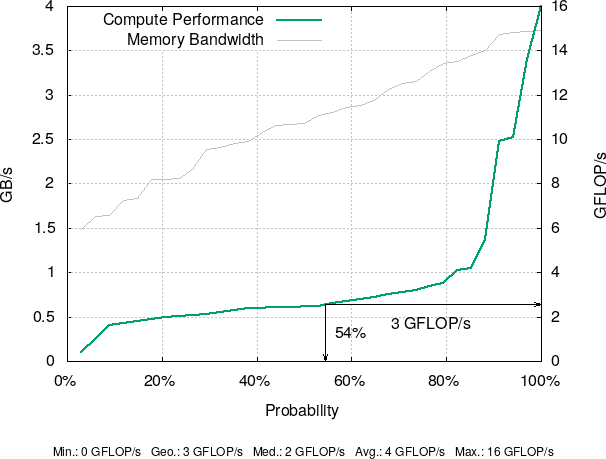 Compute Performance
Memory Bandwidth
4
3.5
3
2.5
2
1.5
1
0.5
0
GB/s
16
14
12
10
8
6
4
2
0
GFLOP/s
3 GFLOP/s
54%
0% 20% 40% 60% 80% 100%
Probability
Min.: 0 GFLOP/s Geo.: 3 GFLOP/s Med.: 2 GFLOP/s Avg.: 4 GFLOP/s Max.: 16 GFLOP/s